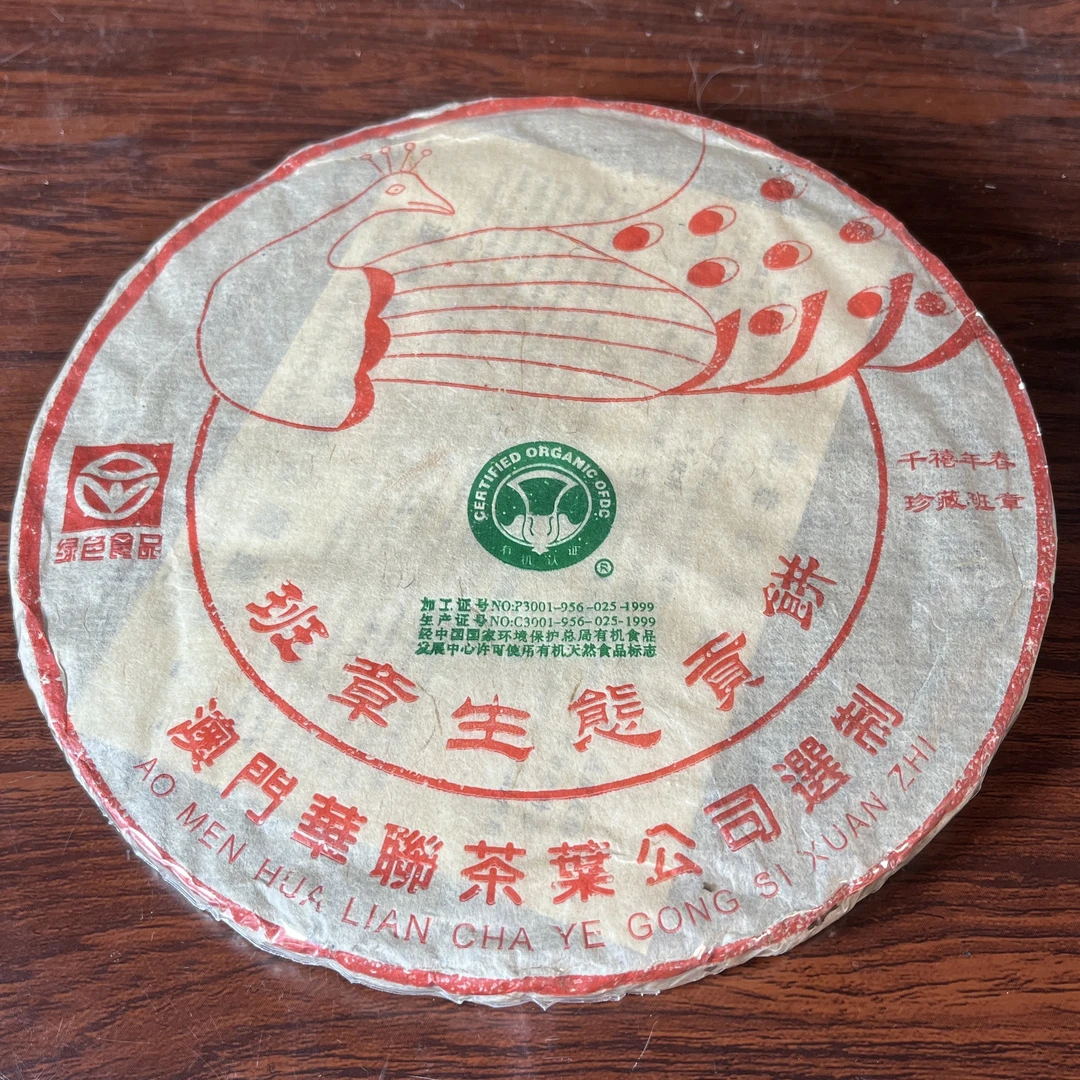 绿色食品
千禧年春
珍藏班章
CERTIFIED ORGANIC OFDC
有机认证
®
加工证号NO:P3001-956-025-1999
生产证号NO:C3001-956-025-1999
经中国国家环境保护总局有机食品
发展中心许可使用有机天然食品标志
班章生態貢餅
澳門華聯茶葉公司選制
AO MEN HUA LIAN CHA YE GONG SI XUAN ZHI